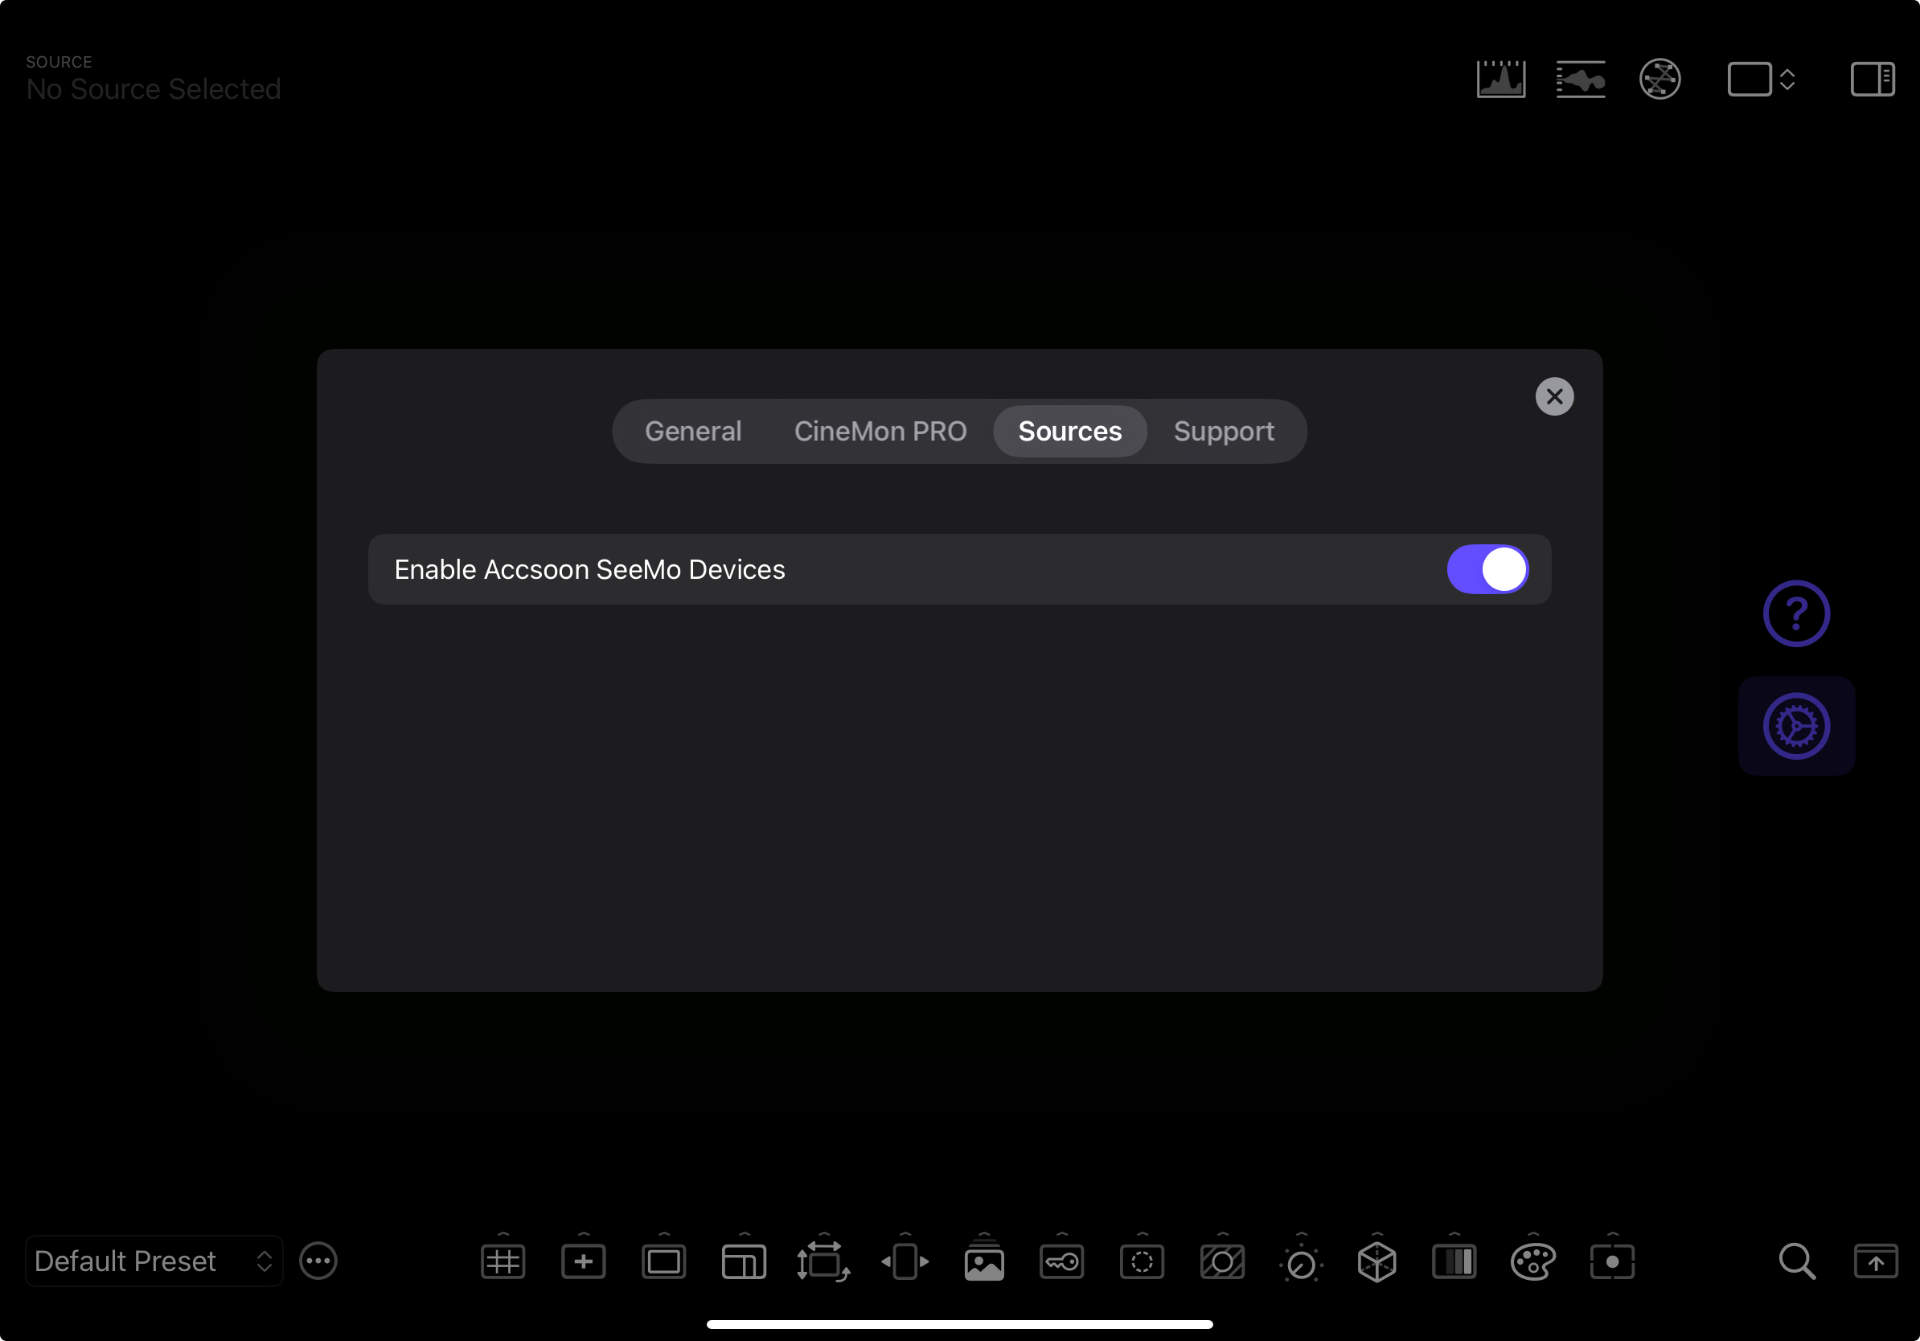 SOURCE
No Source Selected
General CineMon PRO Sources Support
Enable Accsoon SeeMo Devices
Default Preset